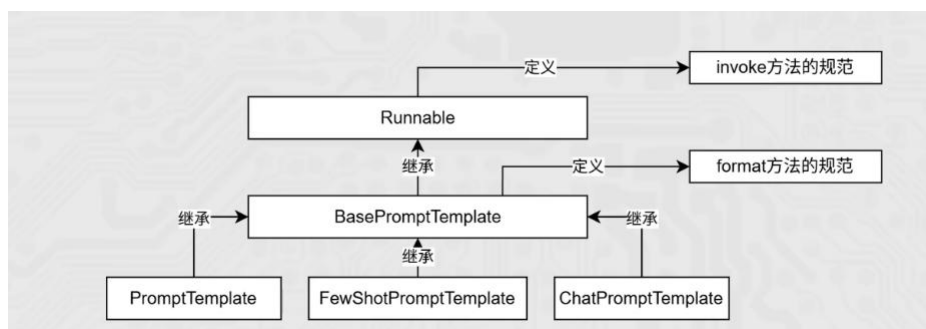 定义
invoke方法的规范
Runnable
继承
定义
format方法的规范
继承
BasePromptTemplate
继承
继承
PromptTemplate
FewShotPromptTemplate
ChatPromptTemplate